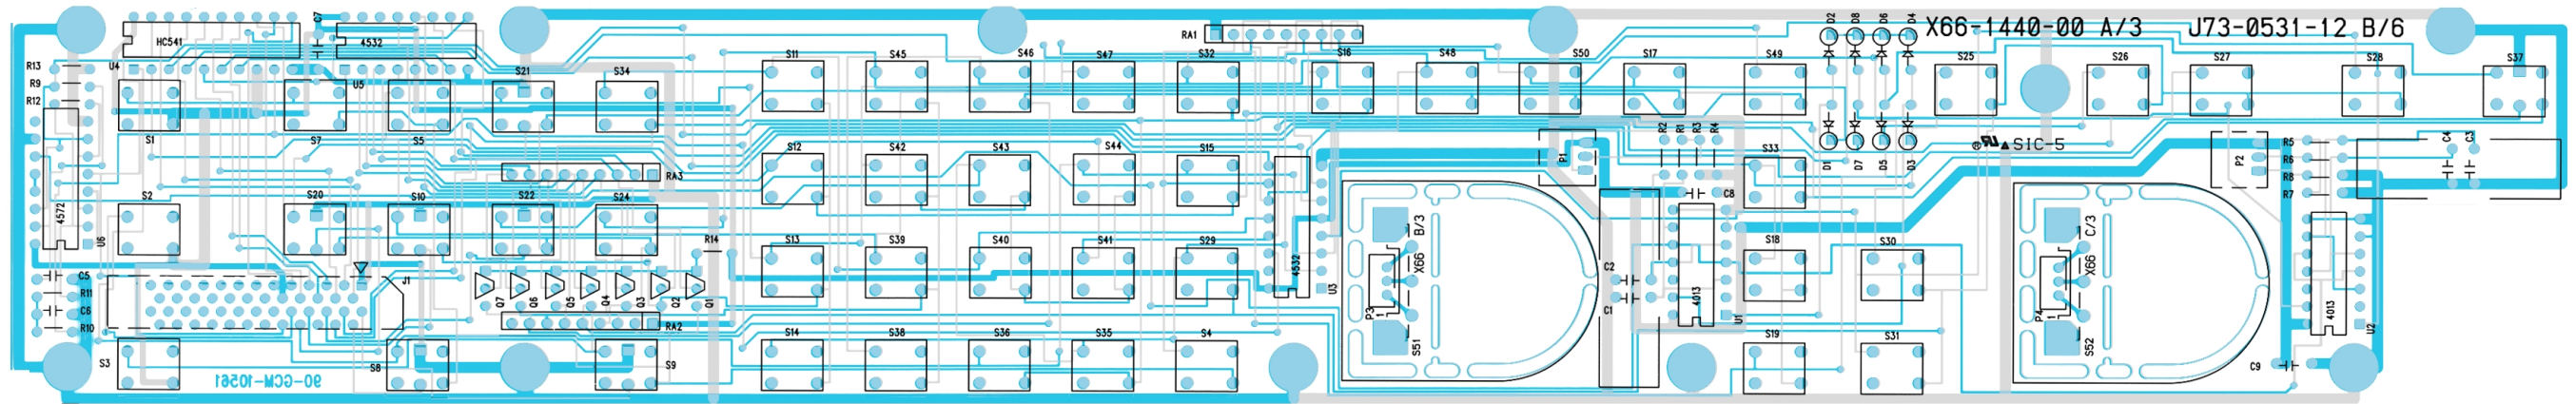 C7
D2 D8 D6 D4
X66-1440-00 A/3 J73-0531-12 B/6
HC541
4532
RA1
S11 S45 S46 S47 S32 S16 S48 S50 S17 S49 S25 S26 S27 S28 S37
R13
U4
S21
S34
R9
U5
R12
S1 S7 S5
R2 R1 R3 R4
SIC-5
C4 C3
R5
S12 S42 S43 S44 S15
P1
S33
D1 D7 D5 D3
P2
R6
R8
R7
RA3
C8
S2 S20 S10 S22 S24
4572
U6
B/3
C/3
R14
S13 S39 S40 S41 S29
S18 S30
4532
U3
X66
X66
C5
J1
C2
R11
Q7 Q6 Q5 Q4 Q3 Q2 Q1
4013
4013
C6
C1
U1
P3
1
P4
1
R10
RA2
U2
S14 S38 S36 S35 S4
S19 S31
S51
S52
S3
S8
S9
C9
90-GCM-10561